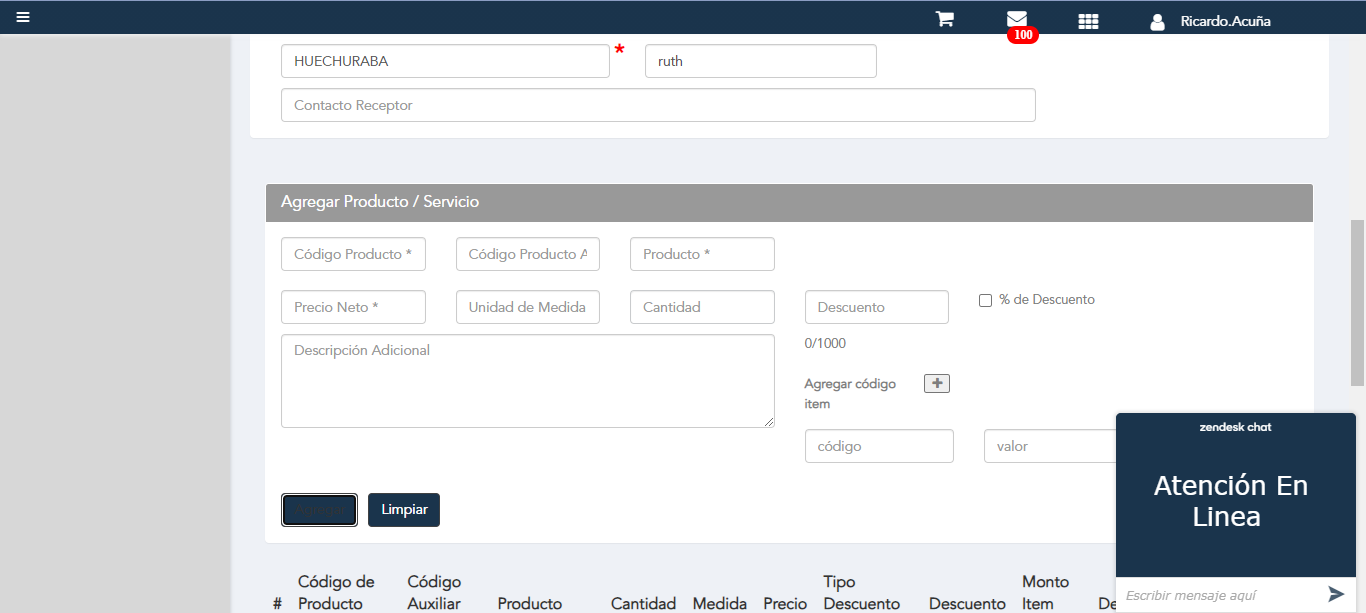 Ricardo.Acuña
100
HUECHURABA
*
ruth
Contacto Receptor
Agregar Producto / Servicio
Código Producto *
Código Producto A
Producto *
Precio Neto *
Unidad de Medida
Cantidad
Descuento
% de Descuento
Descripción Adicional
0/1000
Agregar código
item
código
valor
Agregar
Limpiar
zendesk chat
Atención En
Linea
Escribir mensaje aquí
#
Código de
Producto
Código
Auxiliar
Producto
Cantidad
Medida
Precio
Tipo
Descuento
Descuento
Monto
Item
De